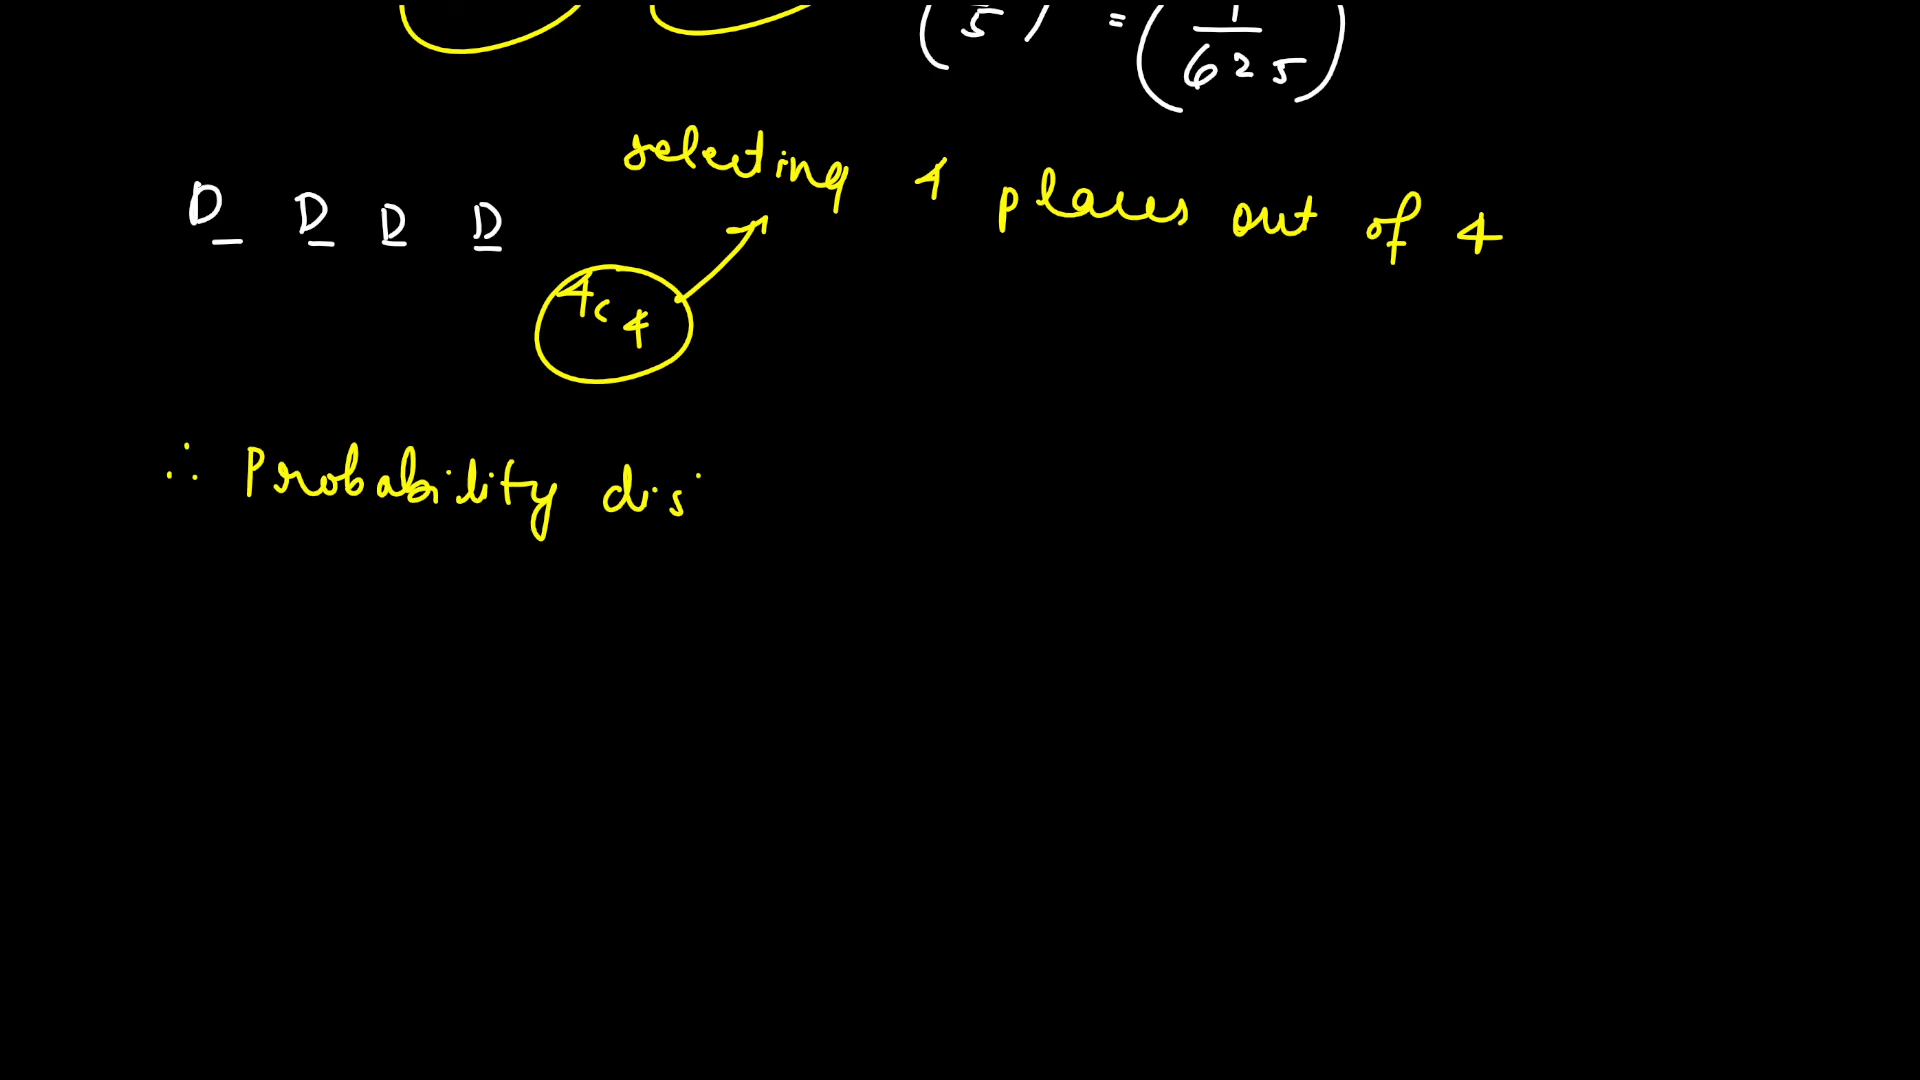 ( 5 ) = ( 1 / 625 )
selecting 4 places out of 4
D D D D
4c4
∴ Probability dis